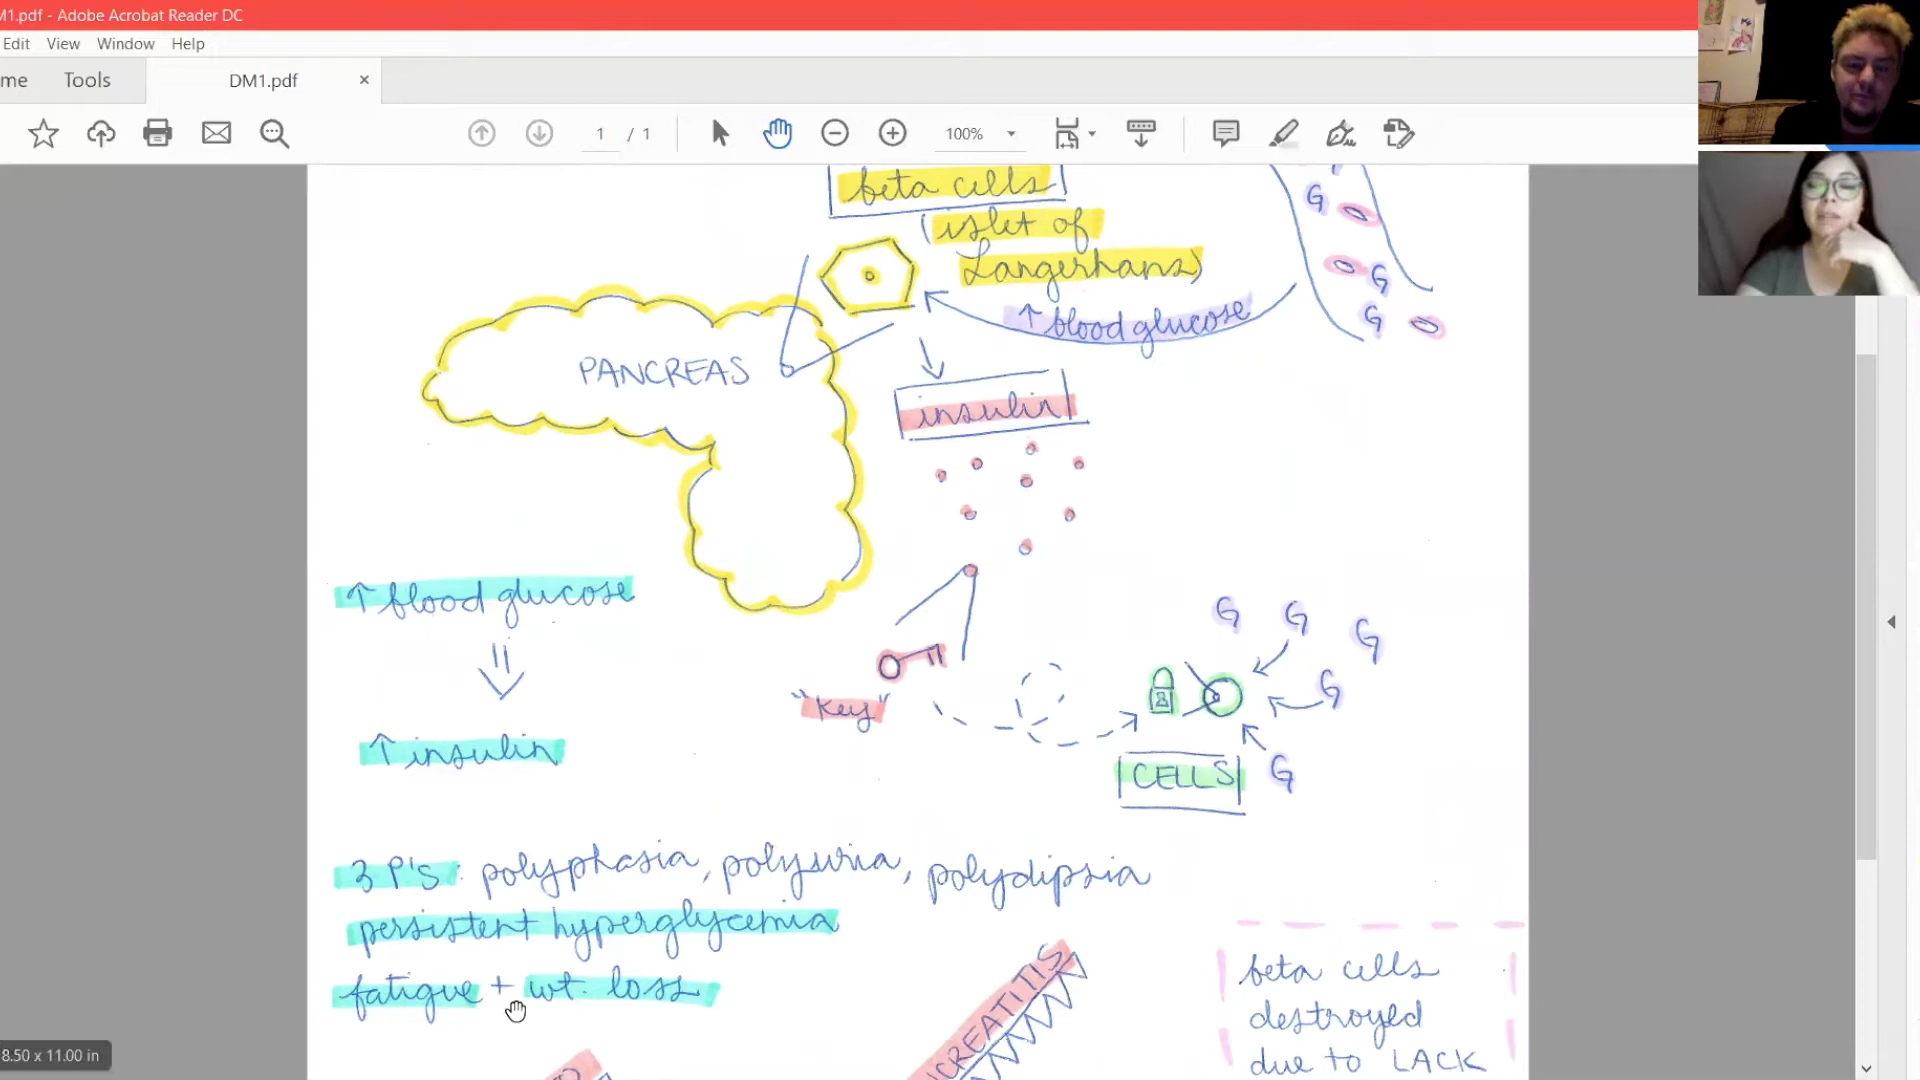 M1.pdf - Adobe Acrobat Reader DC
Edit View Window Help
me Tools DM1.pdf ×
1 / 1 100%
beta cells
(islet of
Langerhans)
↑ blood glucose
PANCREAS
insulin
G
G
G
↑ blood glucose
⇓
↑ insulin
"Key"
G G G
G
G
CELLS
3 P'S: polyphasia, polyuria, polydipsia
persistent hyperglycemia
fatigue + wt. loss
CREATITIS
beta cells
destroyed
due to LACK
8.50 x 11.00 in